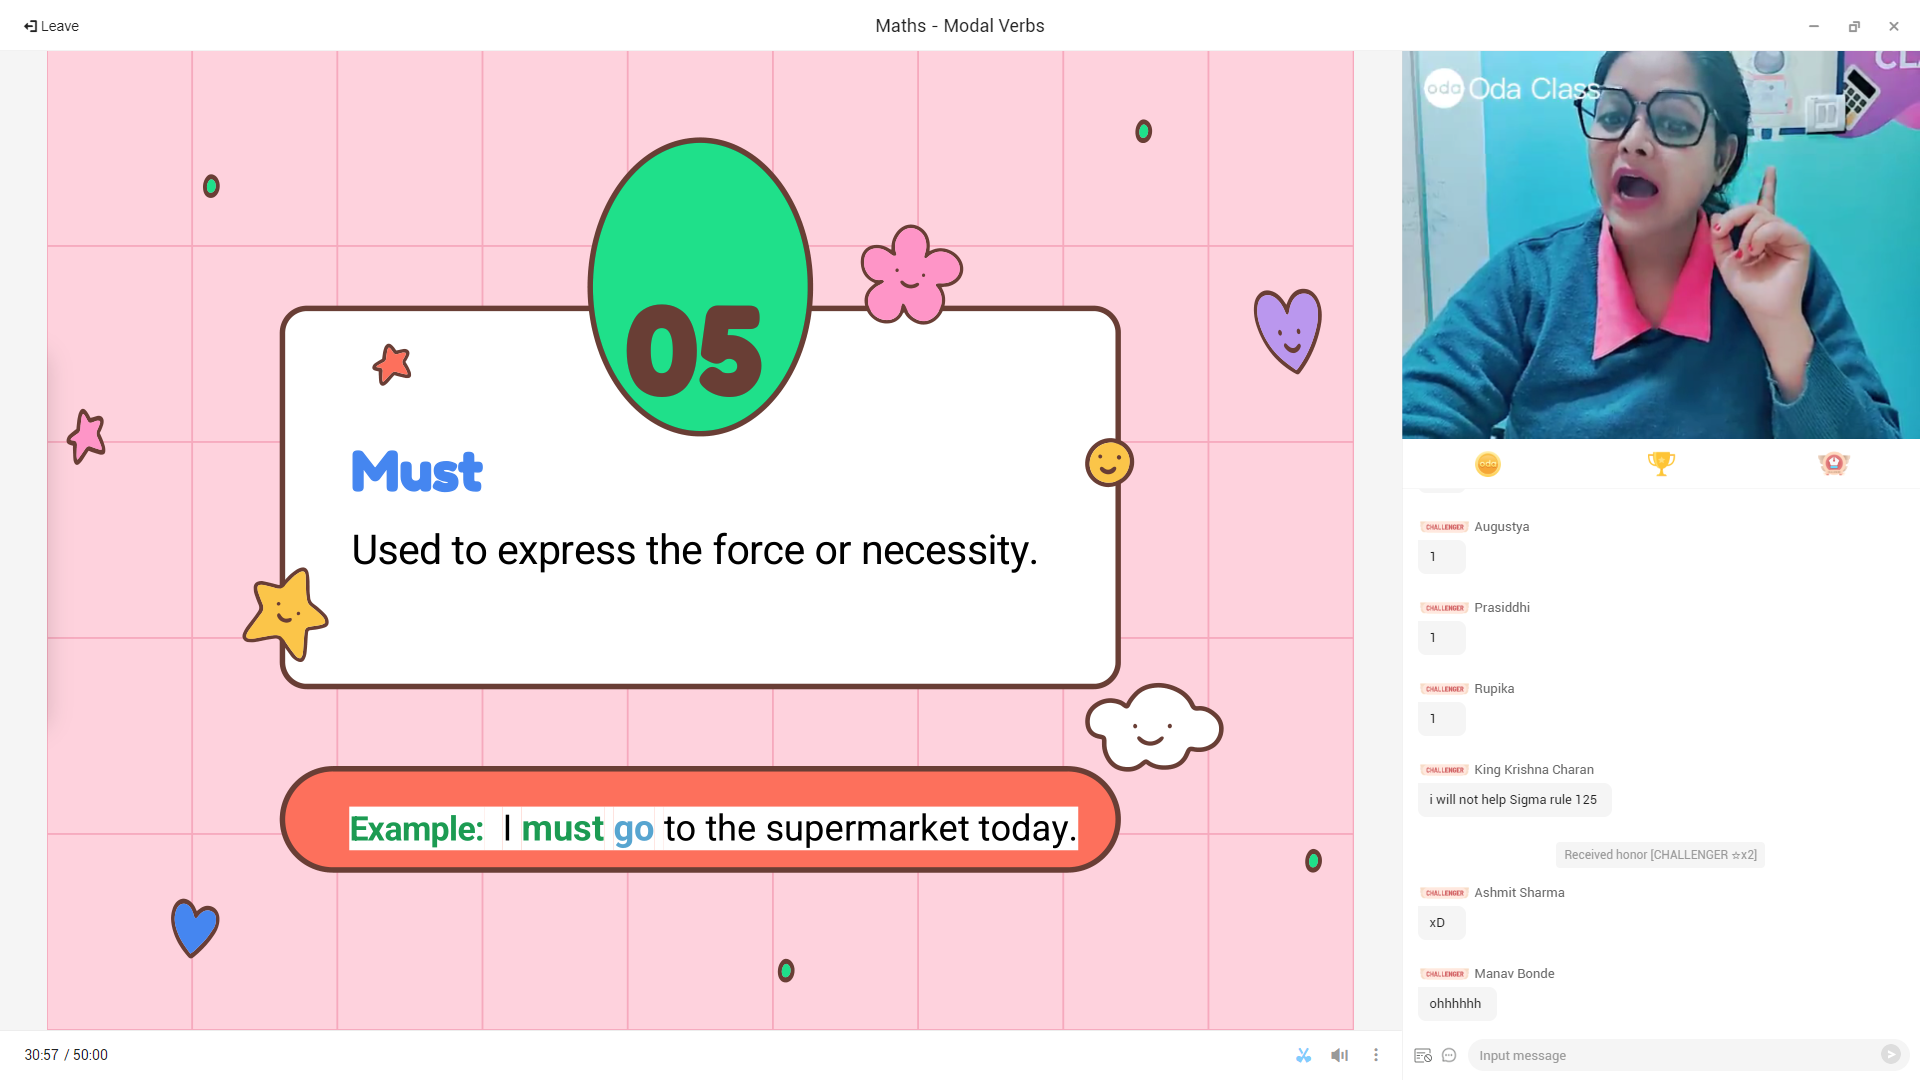 Leave
Maths - Modal Verbs
05
Must
Used to express the force or necessity.
Example: I must go to the supermarket today.
30:57 / 50:00
oda Oda Class
CL
oda
CHALLENGER Augustya
1
CHALLENGER Prasiddhi
1
CHALLENGER Rupika
1
CHALLENGER King Krishna Charan
i will not help Sigma rule 125
Received honor [CHALLENGER ☆x2]
CHALLENGER Ashmit Sharma
xD
CHALLENGER Manav Bonde
ohhhhhh
Input message